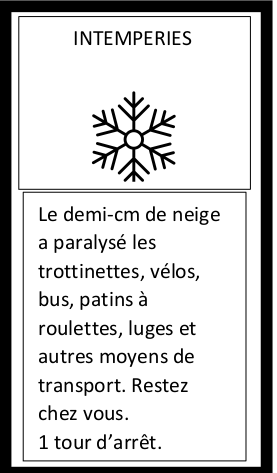 INTEMPERIES
Le demi-cm de neige
a paralysé les
trottinettes, vélos,
bus, patins à
roulettes, luges et
autres moyens de
transport. Restez
chez vous.
1 tour d’arrêt.